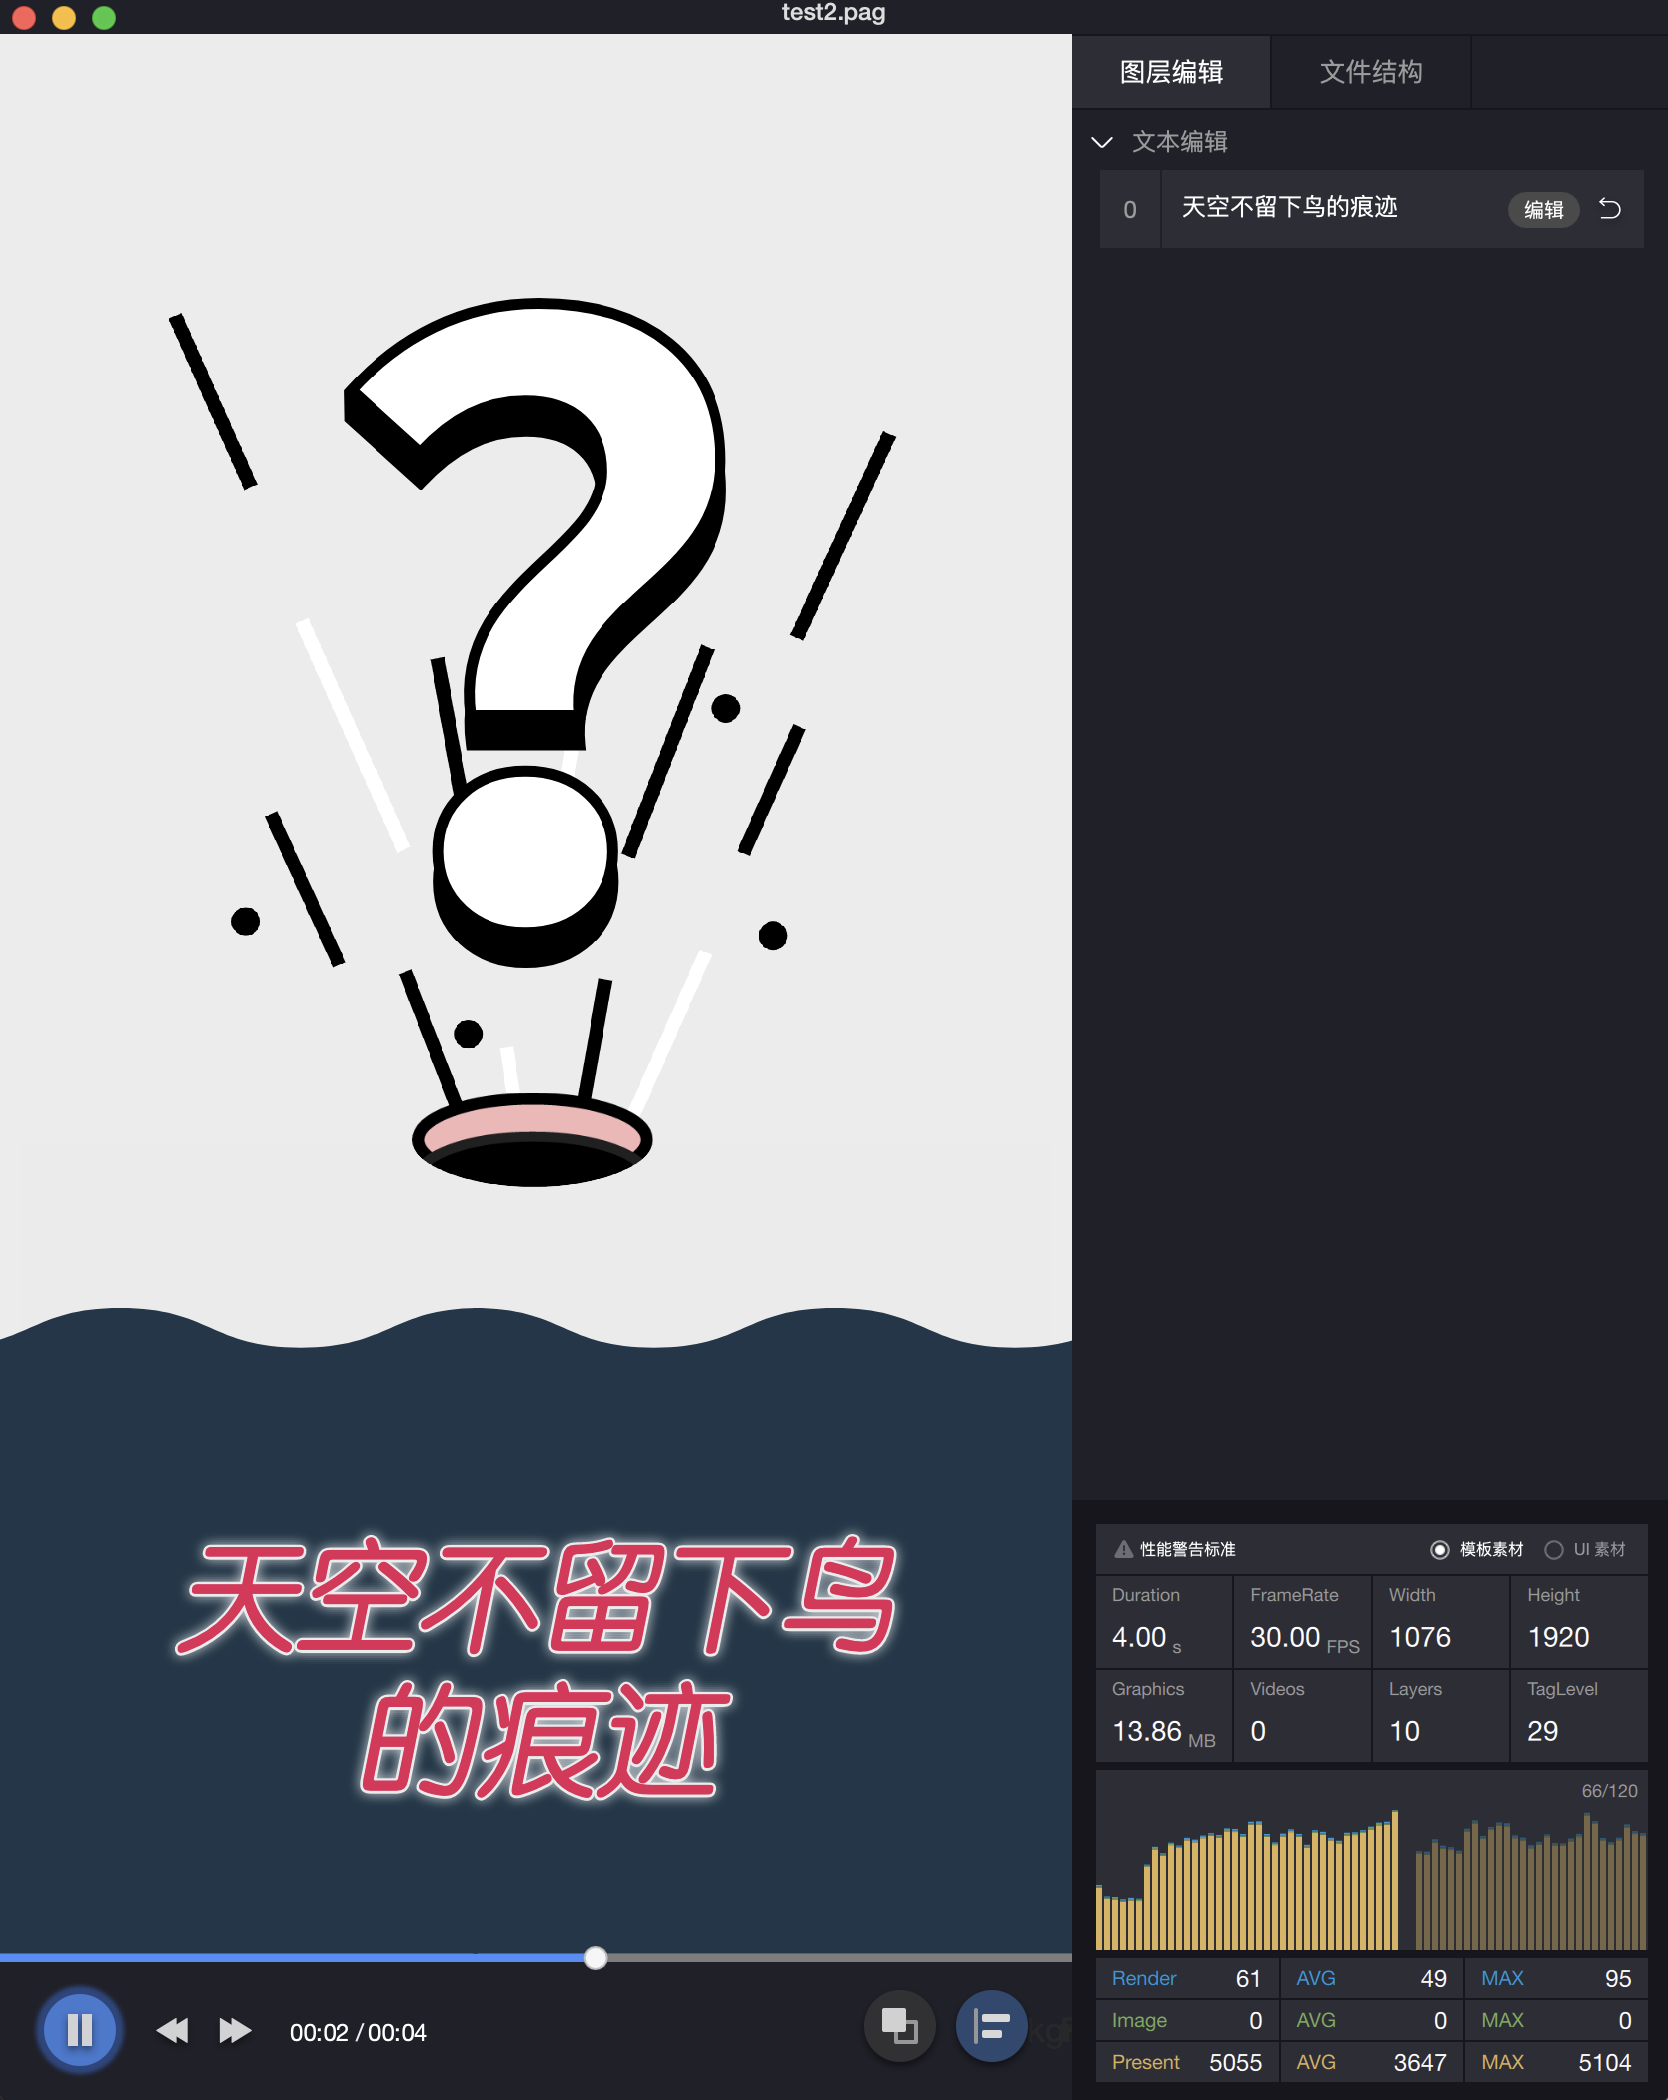 test2.pag
图层编辑
文件结构
文本编辑
0
天空不留下鸟的痕迹
编辑
?
天空不留下鸟
的痕迹
00:02 / 00:04
性能警告标准
模板素材
UI 素材
Duration
FrameRate
Width
Height
4.00 s
30.00 FPS
1076
1920
Graphics
Videos
Layers
TagLevel
13.86 MB
0
10
29
66/120
Render 61 AVG 49 MAX 95
Image 0 AVG 0 MAX 0
Present 5055 AVG 3647 MAX 5104